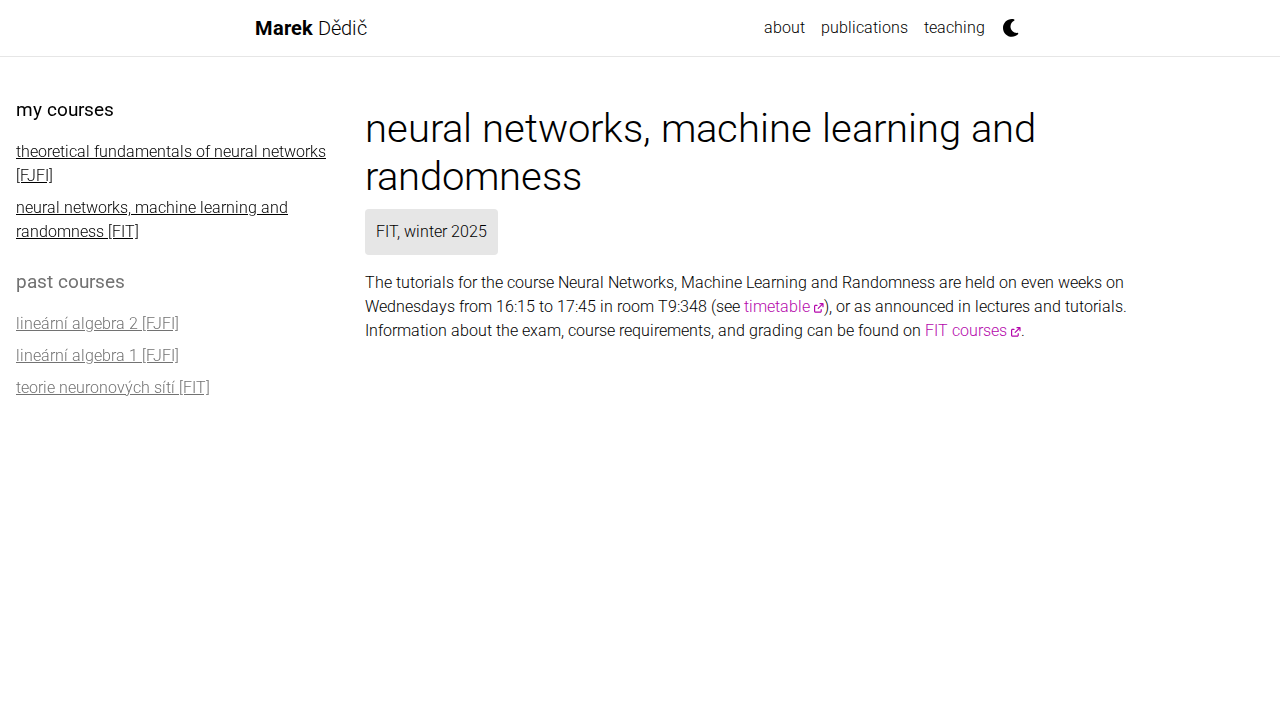 Marek Dědič
about publications teaching
my courses
theoretical fundamentals of neural networks
[FJFI]
neural networks, machine learning and
randomness [FIT]
past courses
lineární algebra 2 [FJFI]
lineární algebra 1 [FJFI]
teorie neuronových sítí [FIT]
neural networks, machine learning and
randomness
FIT, winter 2025
The tutorials for the course Neural Networks, Machine Learning and Randomness are held on even weeks on
Wednesdays from 16:15 to 17:45 in room T9:348 (see timetable), or as announced in lectures and tutorials.
Information about the exam, course requirements, and grading can be found on FIT courses.